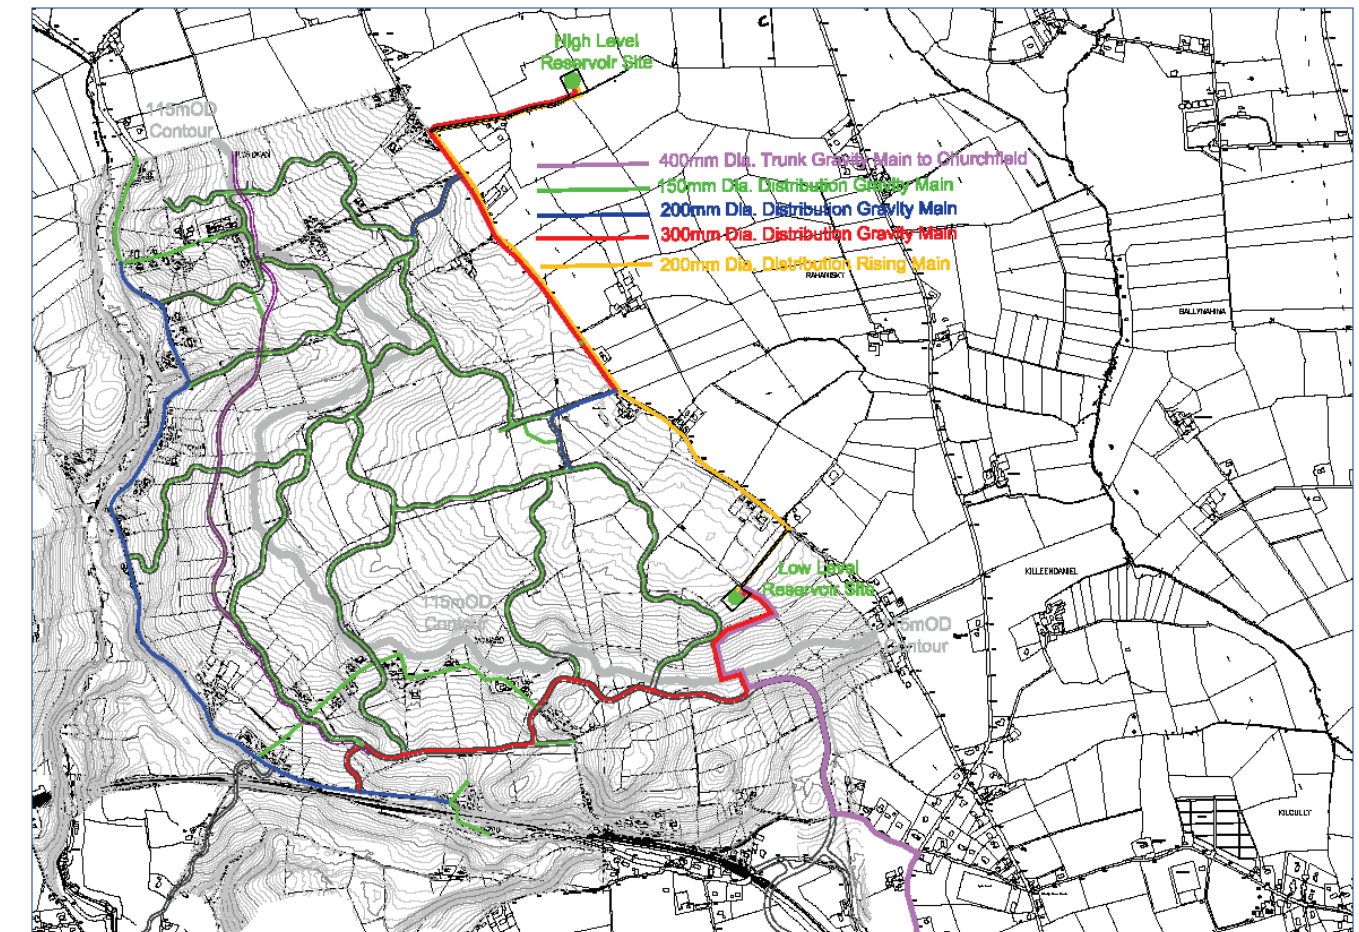 High Level
Reservoir Site
115mOD
Contour
400mm Dia. Trunk Gravity Main to Churchfield
150mm Dia. Distribution Gravity Main
200mm Dia. Distribution Gravity Main
300mm Dia. Distribution Gravity Main
200mm Dia. Distribution Rising Main
RAHANISKY
BALLYNAHINA
Low Level
Reservoir Site
KILLEENDANIEL
115mOD
Contour
115mOD
Contour
KILCULLY